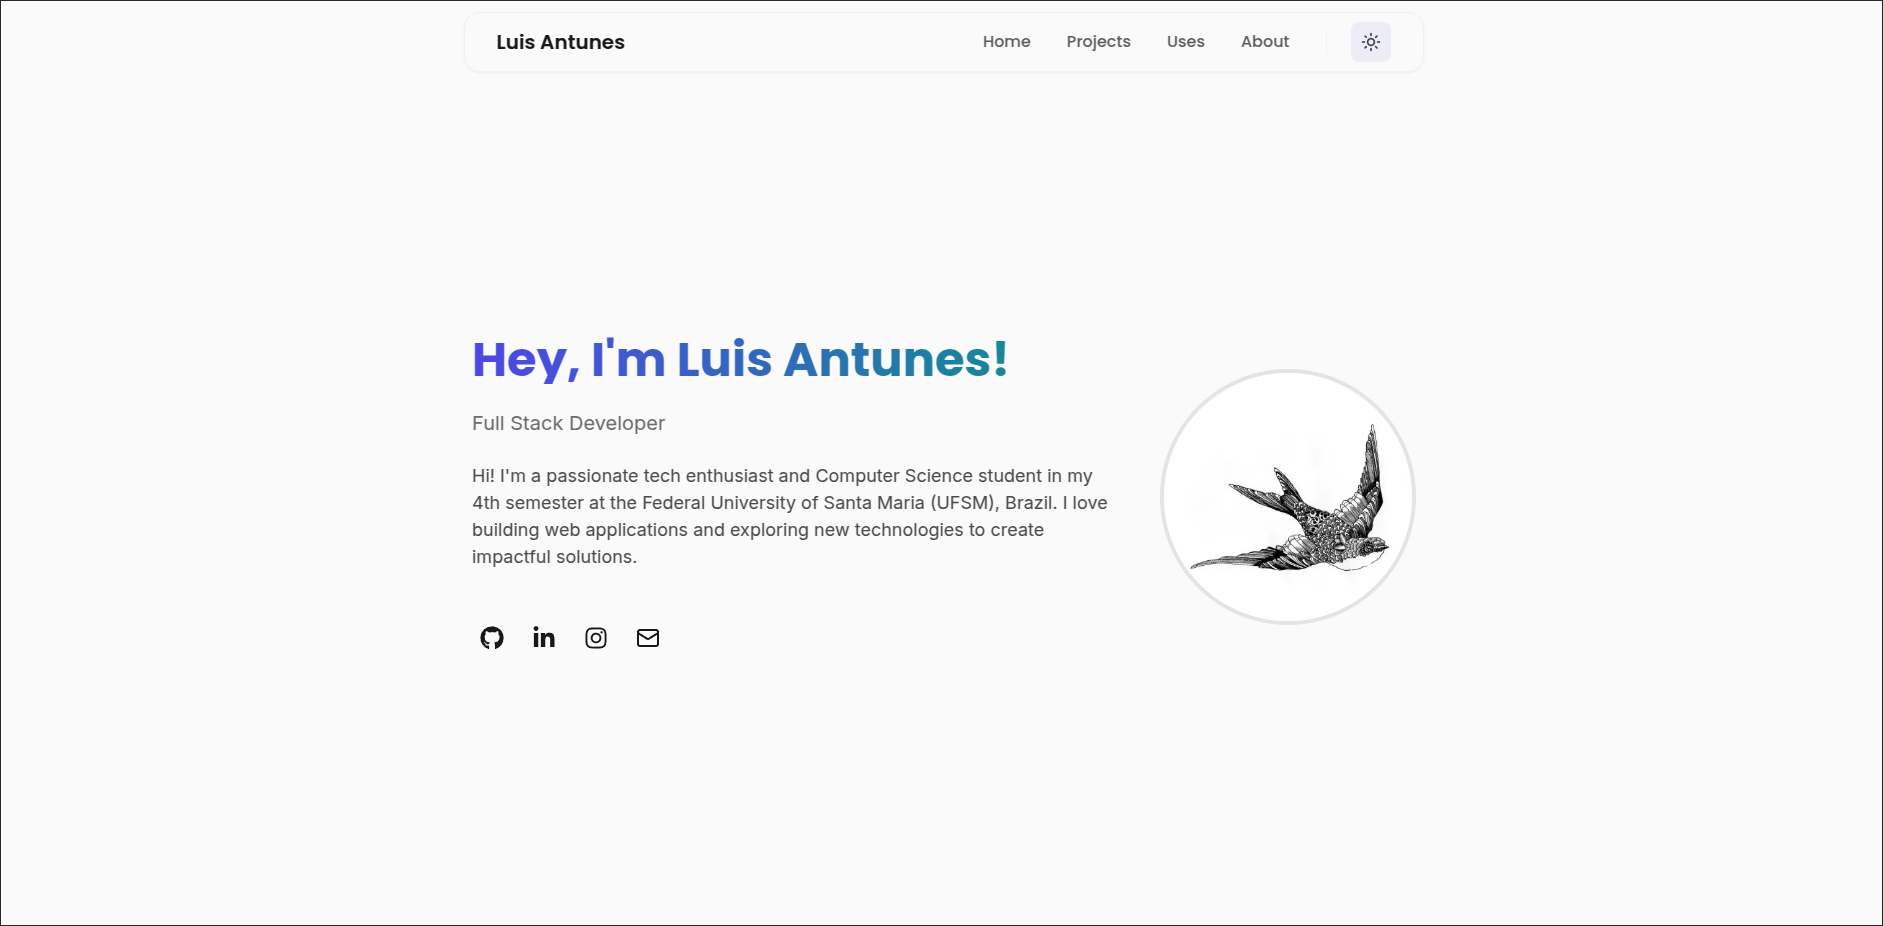 Luis Antunes
Home
Projects
Uses
About
Hey, I'm Luis Antunes!
Full Stack Developer
Hi! I'm a passionate tech enthusiast and Computer Science student in my
4th semester at the Federal University of Santa Maria (UFSM), Brazil. I love
building web applications and exploring new technologies to create
impactful solutions.